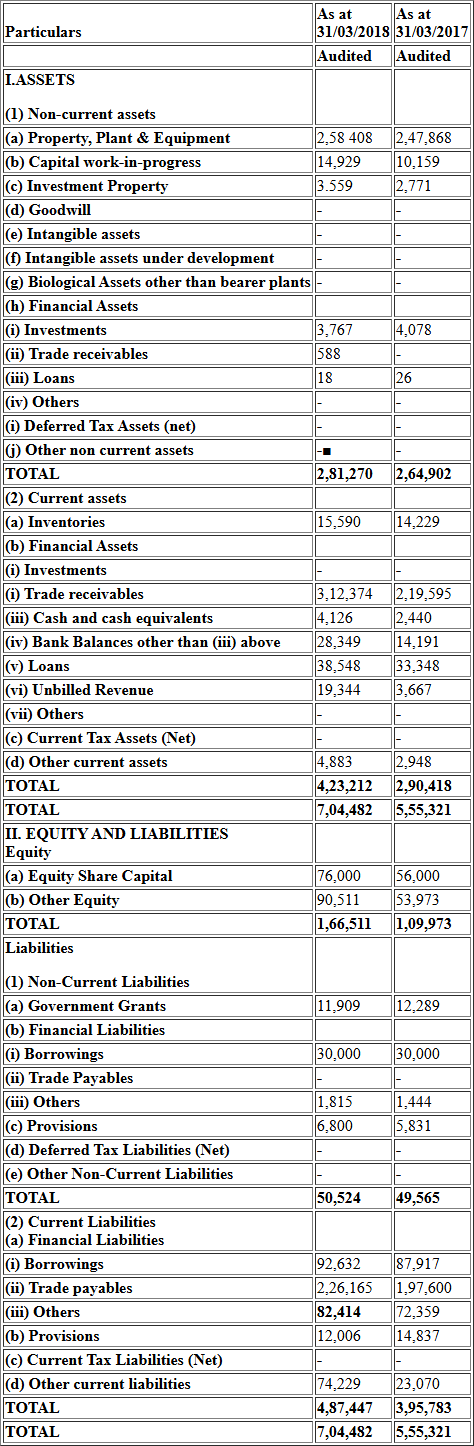 Particulars As at 31/03/2018 As at 31/03/2017
Audited Audited
I.ASSETS
(1) Non-current assets
(a) Property, Plant & Equipment 2,58 408 2,47,868
(b) Capital work-in-progress 14,929 10,159
(c) Investment Property 3.559 2,771
(d) Goodwill - -
(e) Intangible assets - -
(f) Intangible assets under development - -
(g) Biological Assets other than bearer plants - -
(h) Financial Assets
(i) Investments 3,767 4,078
(ii) Trade receivables 588 -
(iii) Loans 18 26
(iv) Others - -
(i) Deferred Tax Assets (net) - -
(j) Other non current assets -■ -
TOTAL 2,81,270 2,64,902
(2) Current assets
(a) Inventories 15,590 14,229
(b) Financial Assets
(i) Investments - -
(i) Trade receivables 3,12,374 2,19,595
(iii) Cash and cash equivalents 4,126 2,440
(iv) Bank Balances other than (iii) above 28,349 14,191
(v) Loans 38,548 33,348
(vi) Unbilled Revenue 19,344 3,667
(vii) Others - -
(c) Current Tax Assets (Net) - -
(d) Other current assets 4,883 2,948
TOTAL 4,23,212 2,90,418
TOTAL 7,04,482 5,55,321
II. EQUITY AND LIABILITIES
Equity
(a) Equity Share Capital 76,000 56,000
(b) Other Equity 90,511 53,973
TOTAL 1,66,511 1,09,973
Liabilities
(1) Non-Current Liabilities
(a) Government Grants 11,909 12,289
(b) Financial Liabilities
(i) Borrowings 30,000 30,000
(ii) Trade Payables - -
(iii) Others 1,815 1,444
(c) Provisions 6,800 5,831
(d) Deferred Tax Liabilities (Net) - -
(e) Other Non-Current Liabilities - -
TOTAL 50,524 49,565
(2) Current Liabilities
(a) Financial Liabilities
(i) Borrowings 92,632 87,917
(ii) Trade payables 2,26,165 1,97,600
(iii) Others 82,414 72,359
(b) Provisions 12,006 14,837
(c) Current Tax Liabilities (Net) - -
(d) Other current liabilities 74,229 23,070
TOTAL 4,87,447 3,95,783
TOTAL 7,04,482 5,55,321